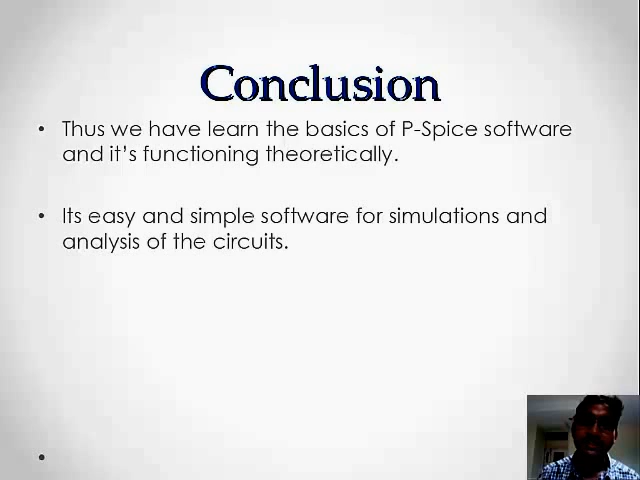 Conclusion
• Thus we have learn the basics of P-Spice software
and it’s functioning theoretically.
• Its easy and simple software for simulations and
analysis of the circuits.
•